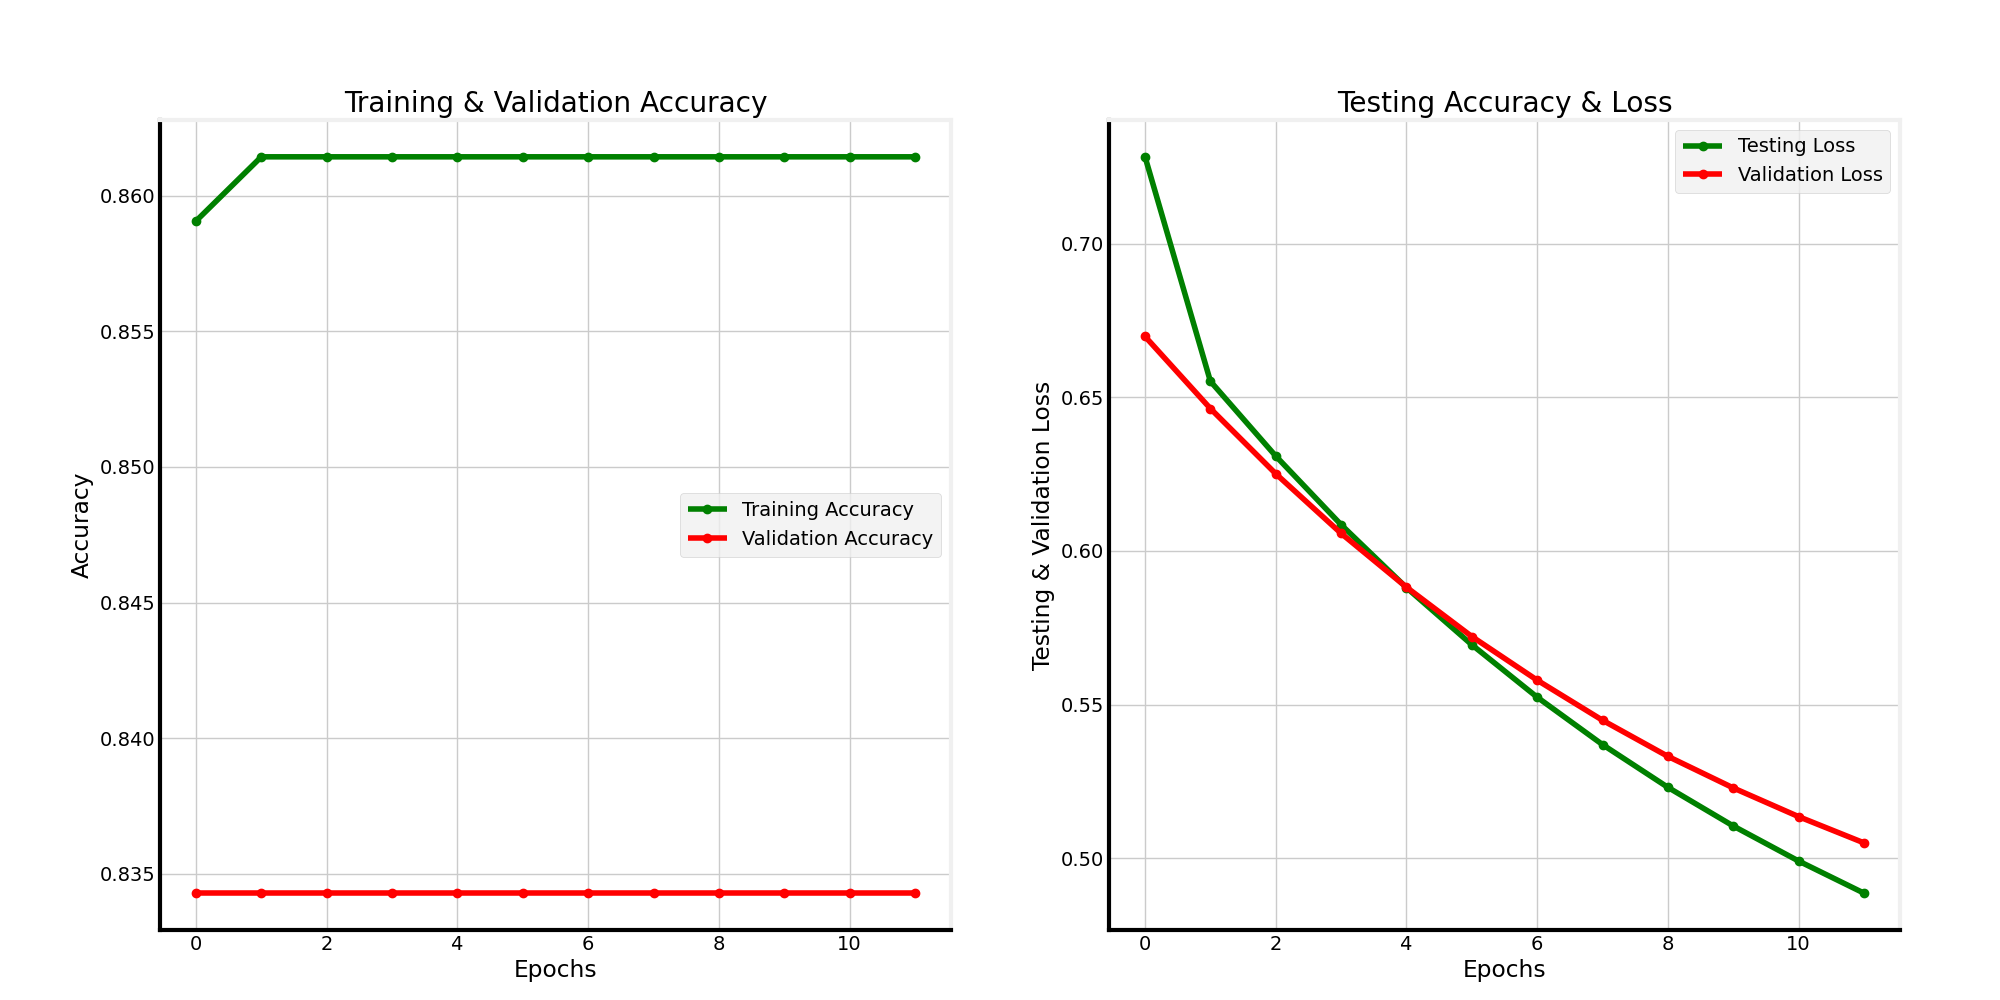 Training & Validation Accuracy
0.860
0.855
0.850
0.845
0.840
0.835
Accuracy
Training Accuracy
Validation Accuracy
0 2 4 6 8 10
Epochs
Testing Accuracy & Loss
Testing Loss
Validation Loss
0.70
0.65
0.60
0.55
0.50
Testing & Validation Loss
0 2 4 6 8 10
Epochs